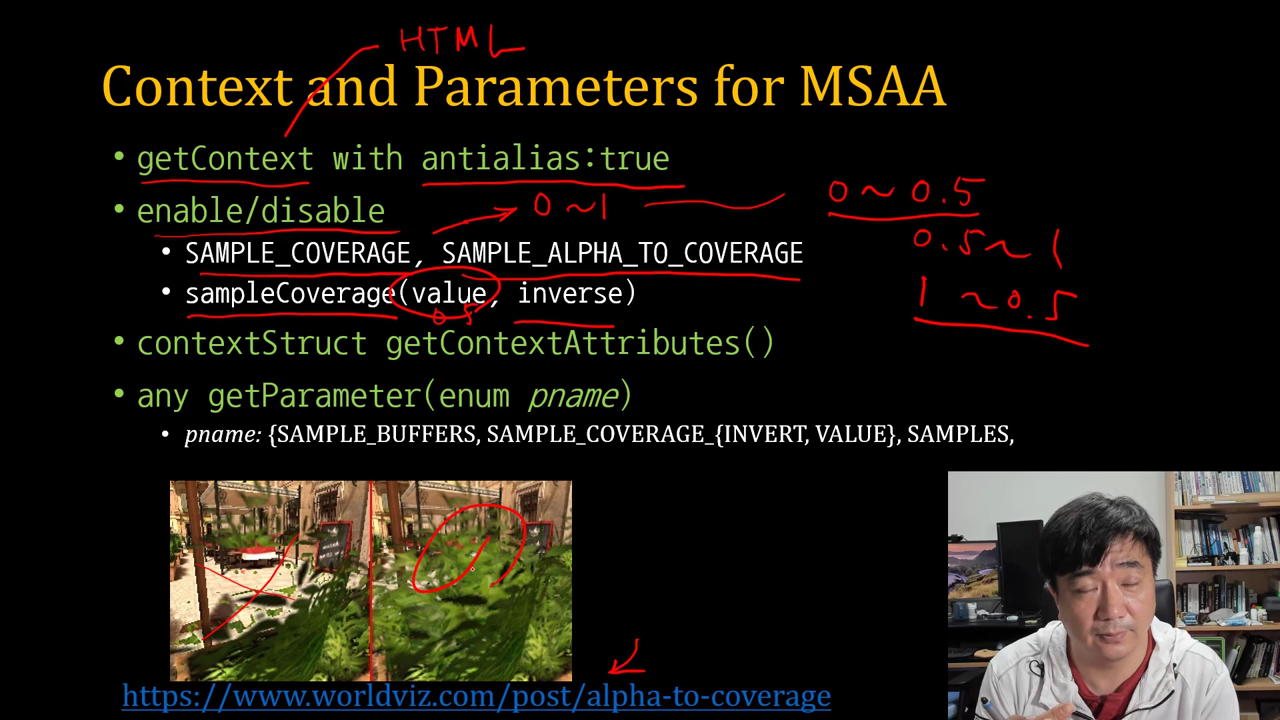 HTML
Context and Parameters for MSAA
• getContext with antialias:true
0 ~ 0.5
• enable/disable
0 ~ 1
0.5 ~ 1
• SAMPLE_COVERAGE, SAMPLE_ALPHA_TO_COVERAGE
• sampleCoverage(value, inverse)
1 ~ 0.5
0.5
• contextStruct getContextAttributes()
• any getParameter(enum pname)
• pname: {SAMPLE_BUFFERS, SAMPLE_COVERAGE_{INVERT, VALUE}, SAMPLES,
https://www.worldviz.com/post/alpha-to-coverage